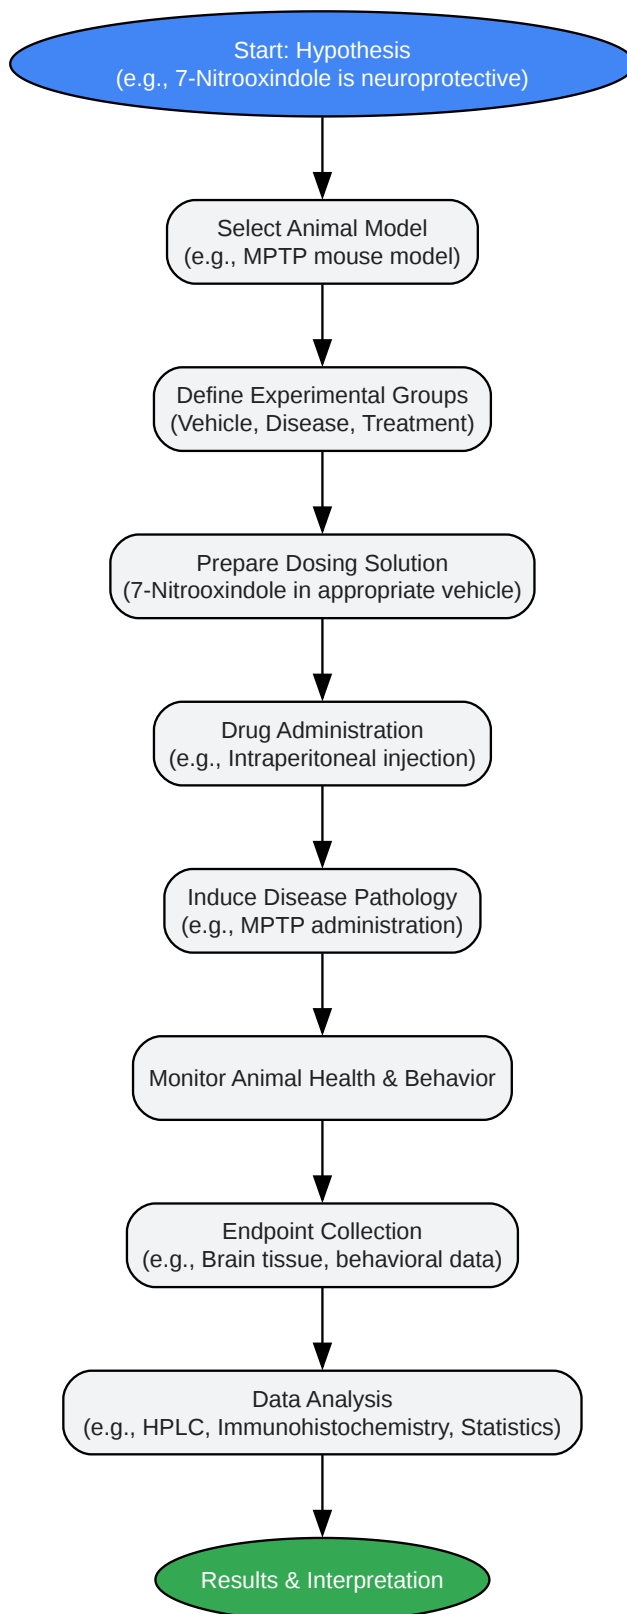 Start: Hypothesis
(e.g., 7-Nitrooxindole is neuroprotective)
Select Animal Model
(e.g., MPTP mouse model)
Define Experimental Groups
(Vehicle, Disease, Treatment)
Prepare Dosing Solution
(7-Nitrooxindole in appropriate vehicle)
Drug Administration
(e.g., Intraperitoneal injection)
Induce Disease Pathology
(e.g., MPTP administration)
Monitor Animal Health & Behavior
Endpoint Collection
(e.g., Brain tissue, behavioral data)
Data Analysis
(e.g., HPLC, Immunohistochemistry, Statistics)
Results & Interpretation